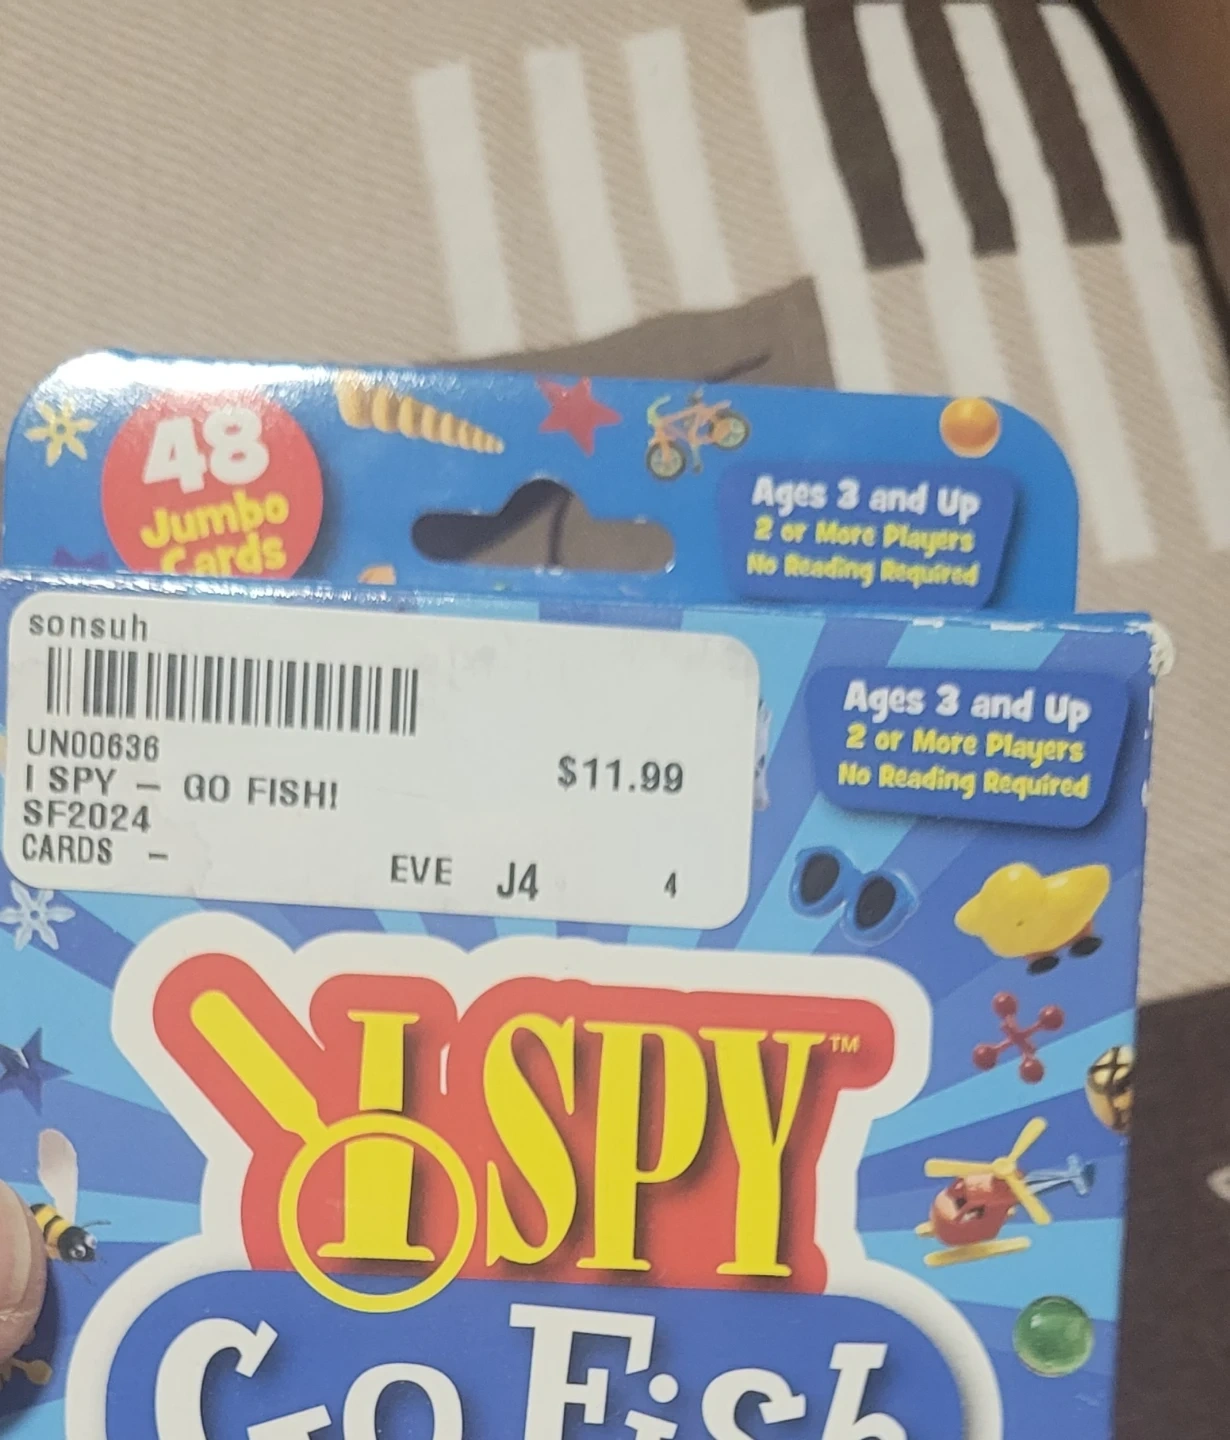 48
Jumbo
Cards
Ages 3 and Up
2 or More Players
No Reading Required
sonsuh
UN00636
I SPY - GO FISH!
$11.99
SF2024
CARDS -
EVE J4 4
Ages 3 and Up
2 or More Players
No Reading Required
I SPY™
Go Fish